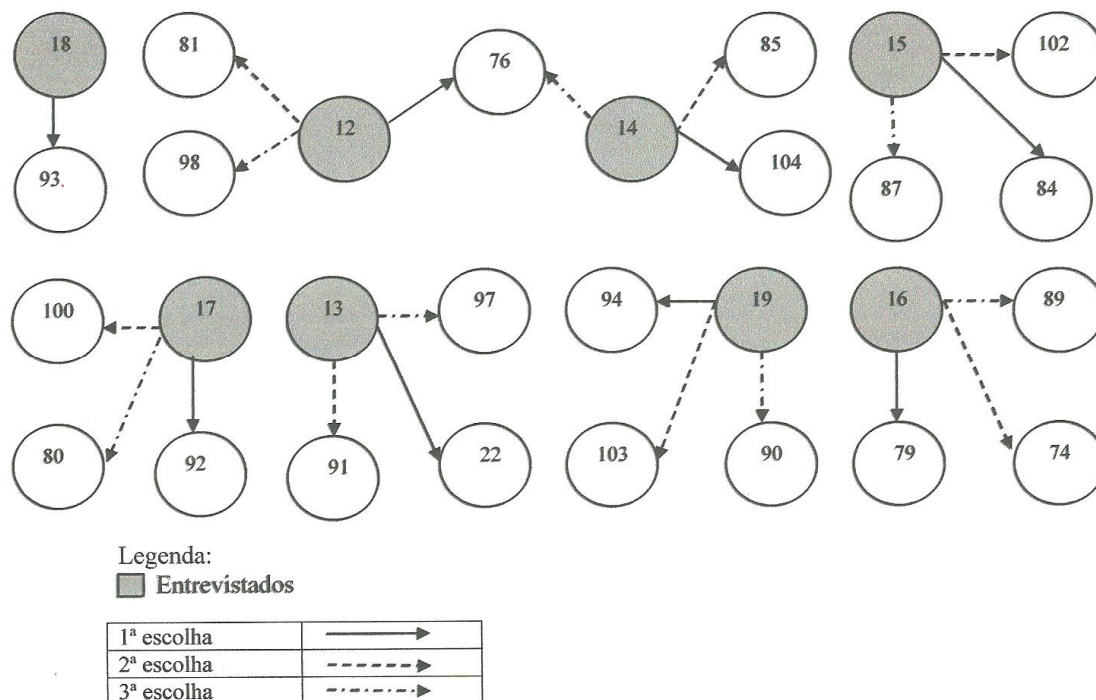 18 81 76 85 15 102
12 14
93. 98 104 87 84
100 17 13 97 94 19 16 89
80 92 91 22 103 90 79 74
Legenda:
Entrevistados
1ª escolha
2ª escolha
3ª escolha